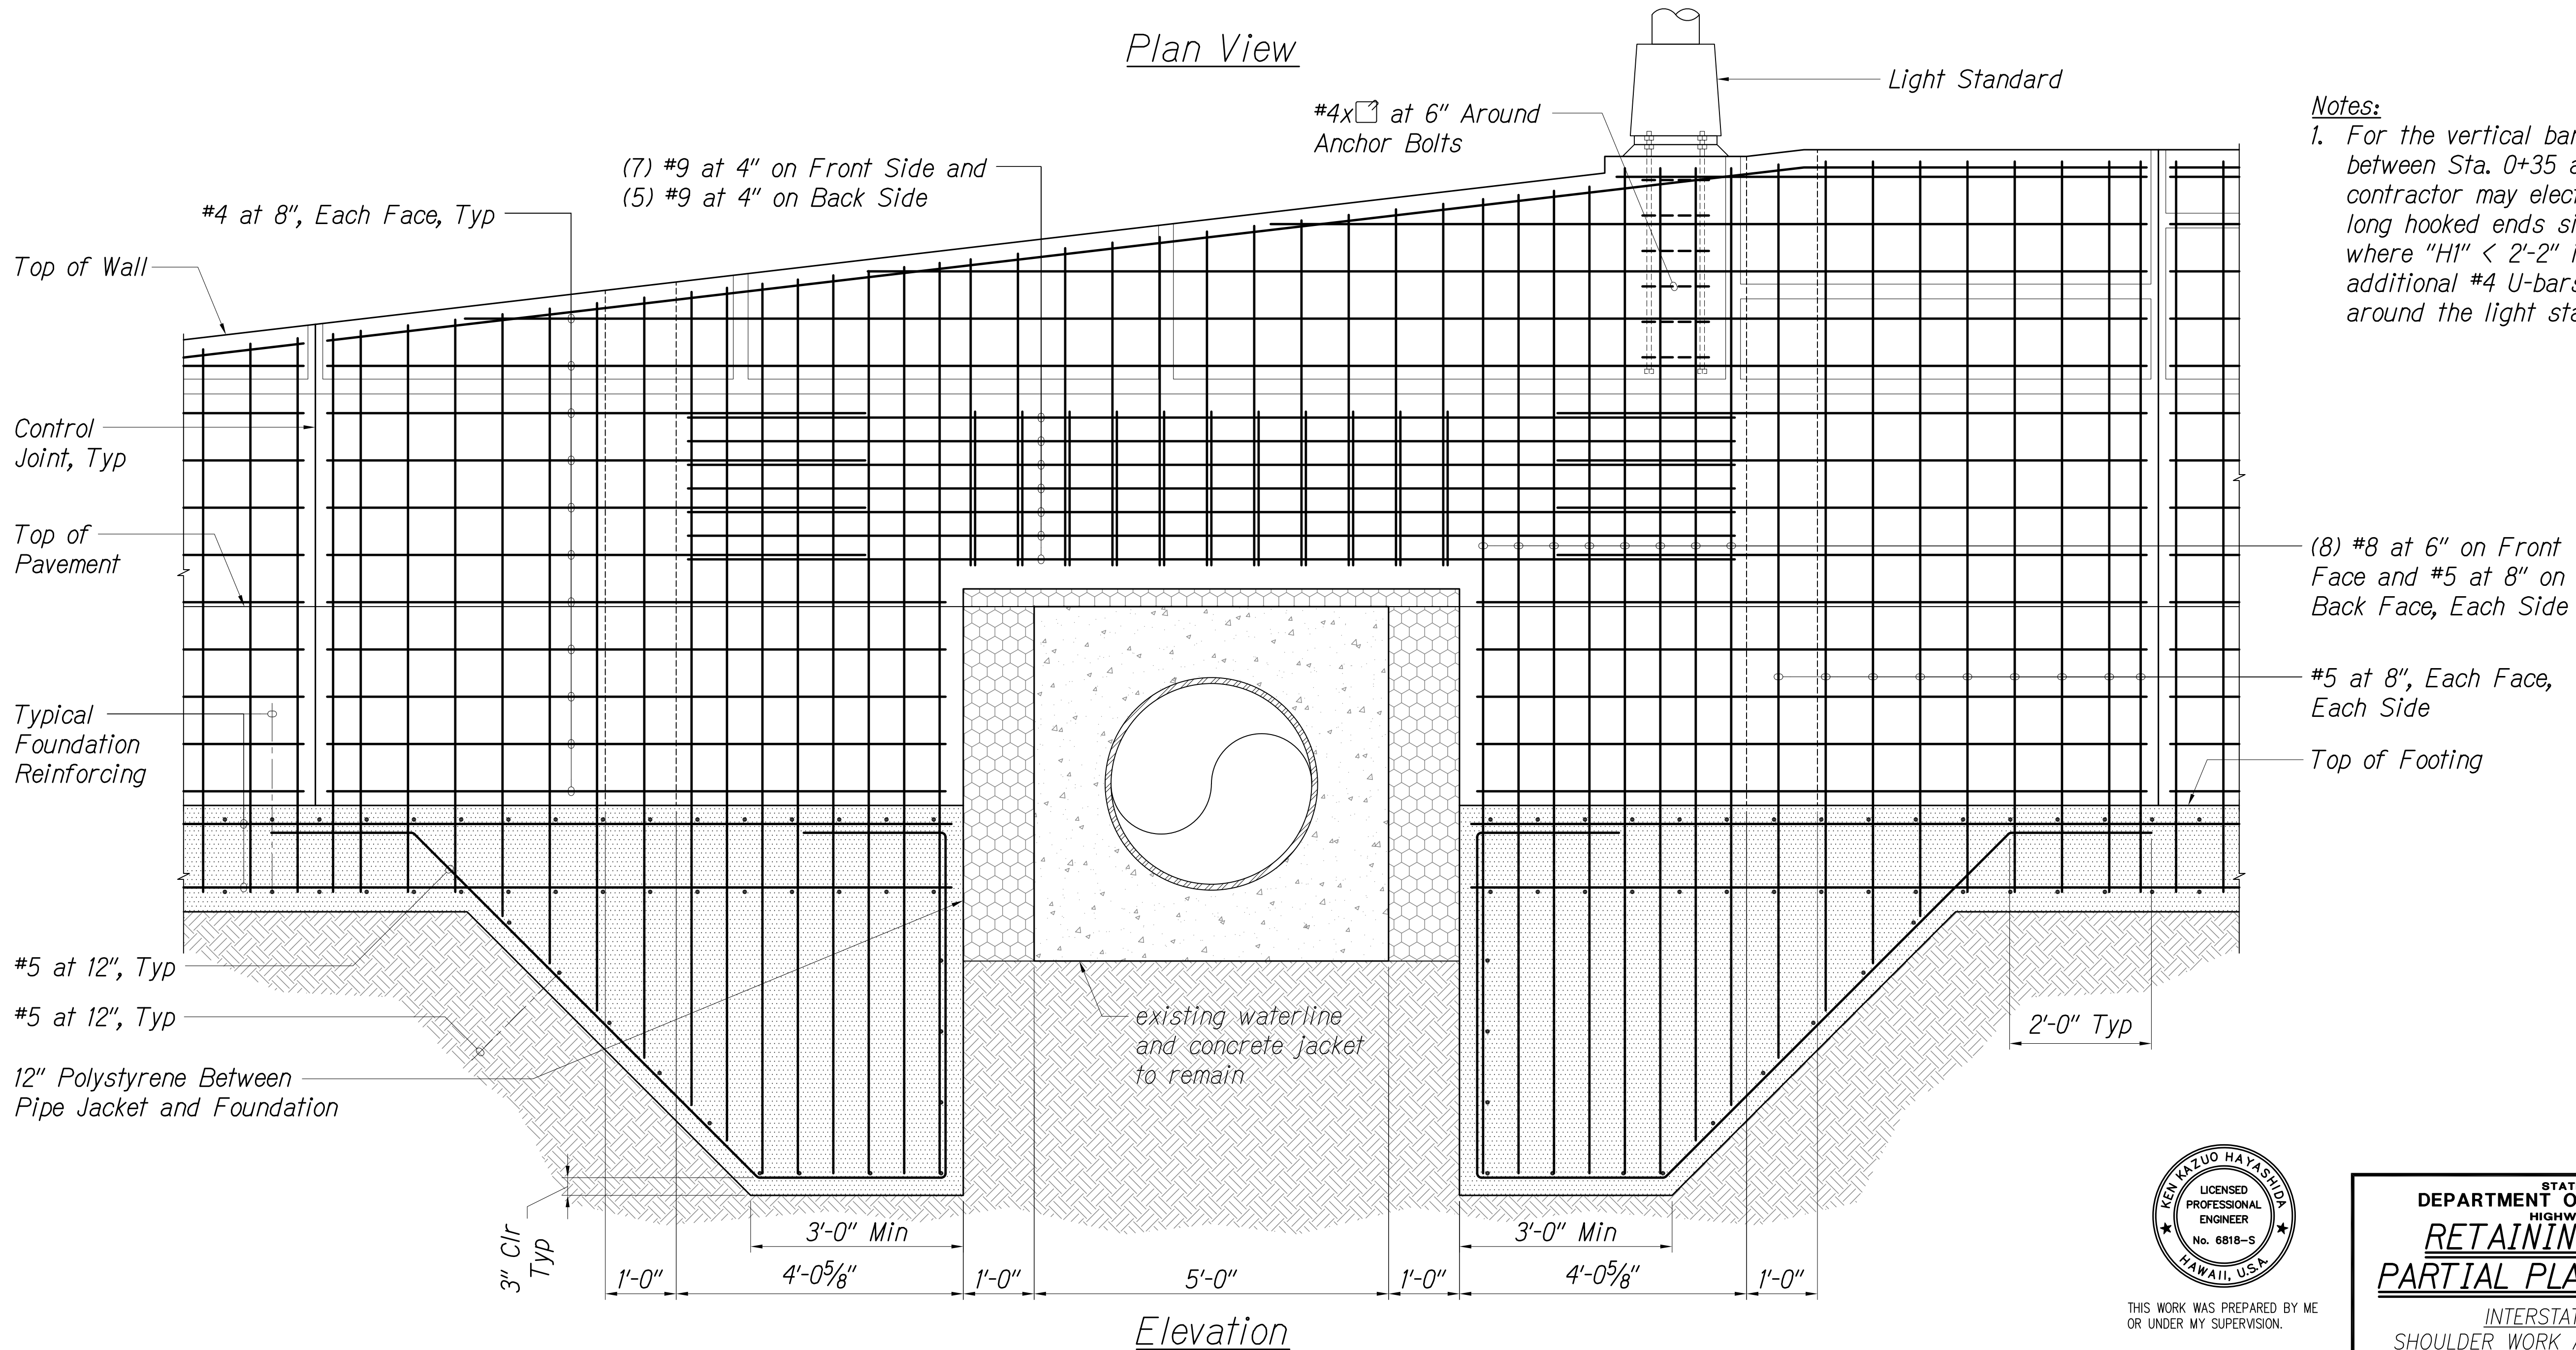 Plan View
Light Standard
#4x at 6" Around
Anchor Bolts
(7) #9 at 4" on Front Side and
(5) #9 at 4" on Back Side
#4 at 8", Each Face, Typ
Top of Wall
Control
Joint, Typ
Top of
Pavement
Typical
Foundation
Reinforcing
#5 at 12", Typ
#5 at 12", Typ
12" Polystyrene Between
Pipe Jacket and Foundation
existing waterline
and concrete jacket
to remain
3" Clr
Typ
3'-0" Min
3'-0" Min
2'-0" Typ
1'-0"
4'-0⅝"
1'-0"
5'-0"
1'-0"
4'-0⅝"
1'-0"
Elevation
Notes:
1. For the vertical
between Sta. 0+35
contractor may
long hooked ends
where "H1" < 2'-2"
additional #4 U-bars
around the light
(8) #8 at 6" on Front
Face and #5 at 8" on
Back Face, Each Side
#5 at 8", Each Face,
Each Side
Top of Footing
KEN KAZUO HAYASHIDA
LICENSED
PROFESSIONAL
ENGINEER
No. 6818-S
HAWAII, U.S.A.
THIS WORK WAS PREPARED BY ME
OR UNDER MY SUPERVISION.
DEPARTMENT
PARTIAL
SHOULDER WORK